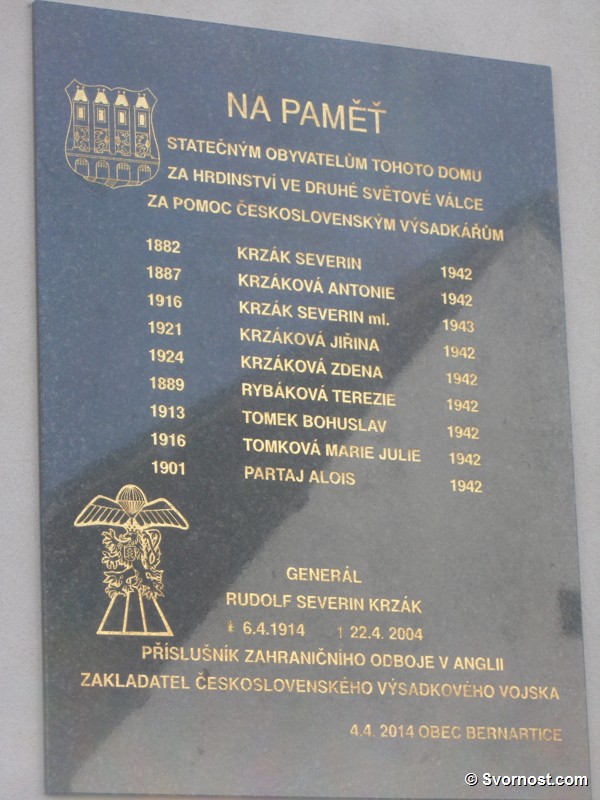 NA PAMĚŤ
STATEČNÝM OBYVATELŮM TOHOTO DOMU
ZA HRDINSTVÍ VE DRUHÉ SVĚTOVÉ VÁLCE
ZA POMOC ČESKOSLOVENSKÝM VÝSADKÁŘŮM
1882 KRZÁK SEVERIN 1942
1887 KRZÁKOVÁ ANTONIE 1942
1916 KRZÁK SEVERIN ml. 1943
1921 KRZÁKOVÁ JIŘINA 1942
1924 KRZÁKOVÁ ZDENA 1942
1889 RYBÁKOVÁ TEREZIE 1942
1913 TOMEK BOHUSLAV 1942
1916 TOMKOVÁ MARIE JULIE 1942
1901 PARTAJ ALOIS 1942
GENERÁL
RUDOLF SEVERIN KRZÁK
* 6.4.1914 † 22.4. 2004
PŘÍSLUŠNÍK ZAHRANIČNÍHO ODBOJE V ANGLII
ZAKLADATEL ČESKOSLOVENSKÉHO VÝSADKOVÉHO VOJSKA
4.4. 2014 OBEC BERNARTICE
© Svornost.com